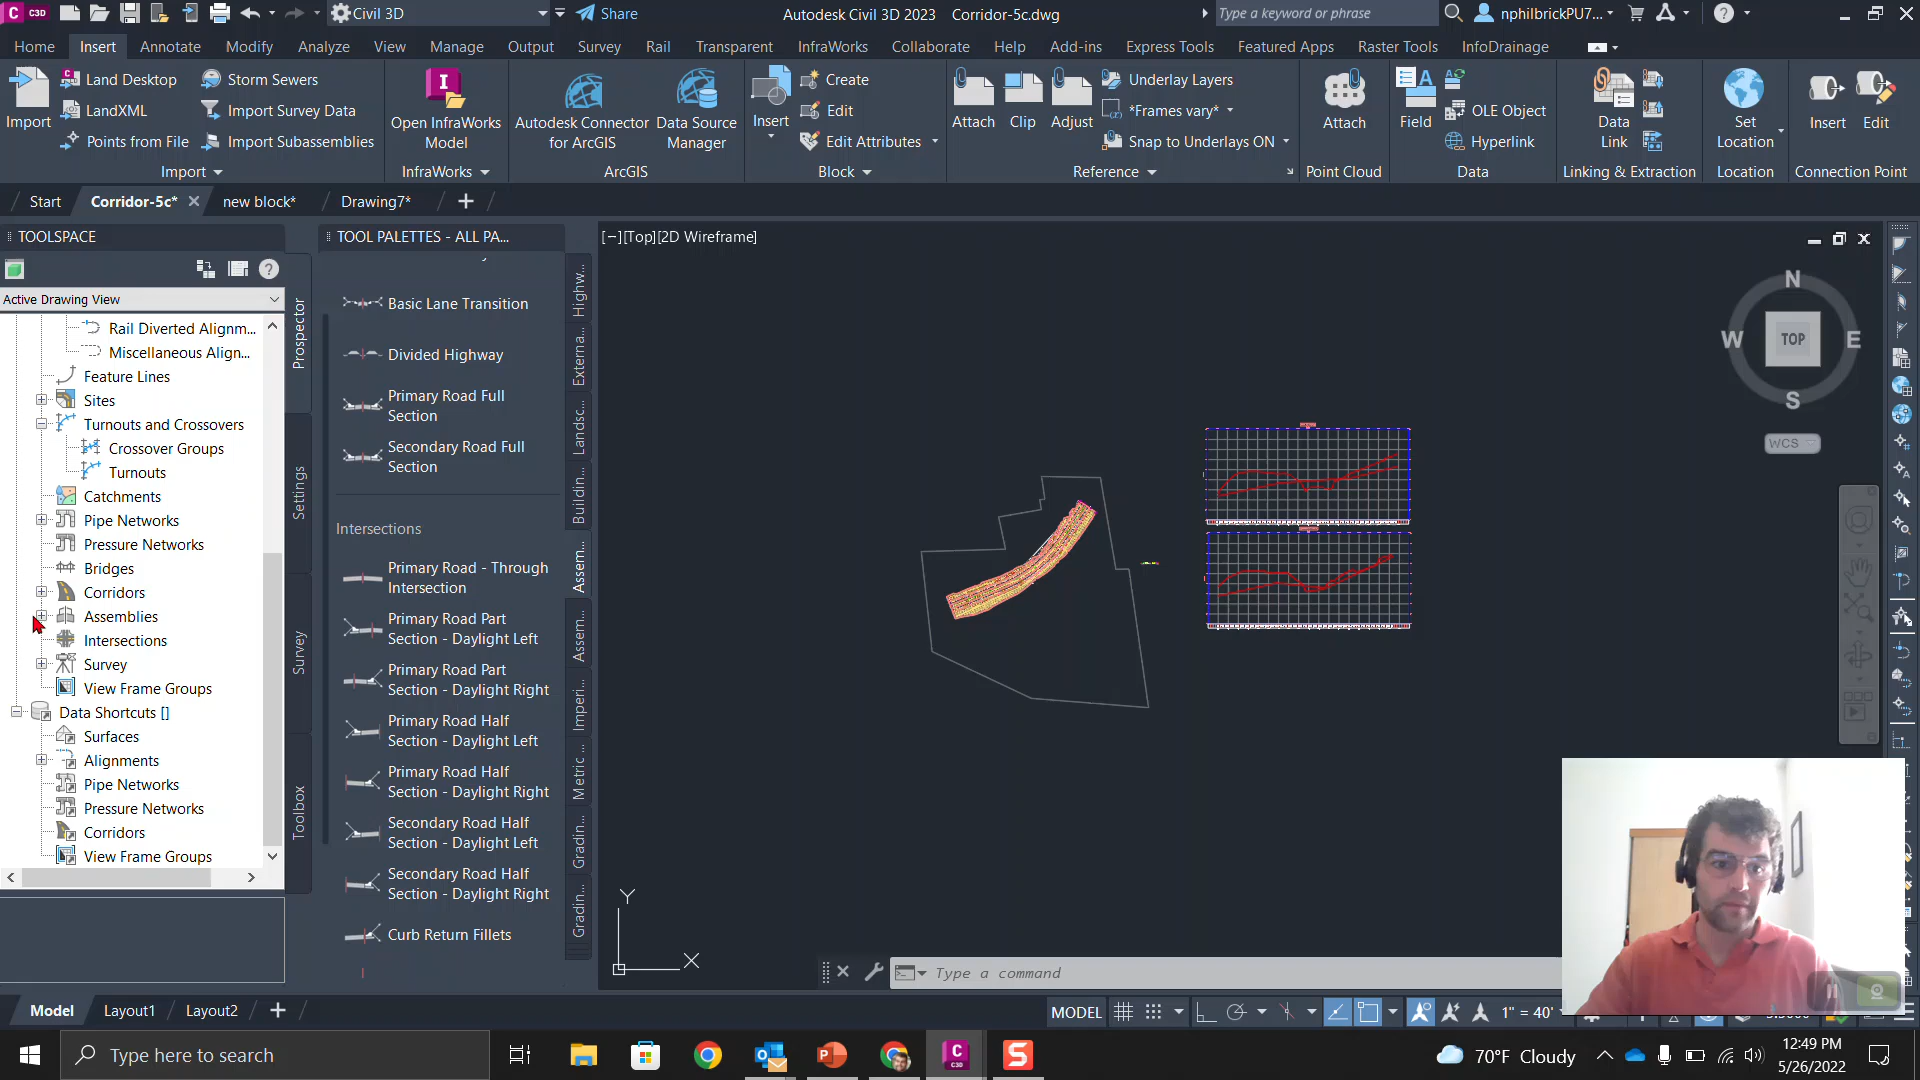 C3D
Civil 3D
Share
Autodesk Civil 3D 2023
Corridor-5c.dwg
Type a keyword or phrase
nphilbrickPU7...
Home
Insert
Annotate
Modify
Analyze
View
Manage
Output
Survey
Rail
Transparent
InfraWorks
Collaborate
Help
Add-ins
Express Tools
Featured Apps
Raster Tools
InfoDrainage
Import
Land Desktop
LandXML
Points from File
Storm Sewers
Import Survey Data
Import Subassemblies
Open InfraWorks
Model
Autodesk Connector
for ArcGIS
Data Source
Manager
Insert
Create
Edit
Edit Attributes
Attach
Clip
Adjust
Underlay Layers
*Frames vary*
Snap to Underlays ON
Attach
Field
OLE Object
Hyperlink
Data
Link
Set
Location
Insert
Edit
Import
InfraWorks
ArcGIS
Block
Reference
Point Cloud
Data
Linking & Extraction
Location
Connection Point
Start
Corridor-5c*
new block*
Drawing7*
TOOLSPACE
Active Drawing View
Rail Diverted Alignm...
Miscellaneous Align...
Feature Lines
Sites
Turnouts and Crossovers
Crossover Groups
Turnouts
Catchments
Pipe Networks
Pressure Networks
Bridges
Corridors
Assemblies
Intersections
Survey
View Frame Groups
Data Shortcuts []
Surfaces
Alignments
Pipe Networks
Pressure Networks
Corridors
View Frame Groups
Prospector
Settings
Survey
Toolbox
TOOL PALETTES - ALL PA...
Basic Lane Transition
Divided Highway
Primary Road Full
Section
Secondary Road Full
Section
Intersections
Primary Road - Through
Intersection
Primary Road Part
Section - Daylight Left
Primary Road Part
Section - Daylight Right
Primary Road Half
Section - Daylight Left
Primary Road Half
Section - Daylight Right
Secondary Road Half
Section - Daylight Left
Secondary Road Half
Section - Daylight Right
Curb Return Fillets
Highw...
Externa...
Landsc...
Buildin...
Assem...
Assem...
Imperi...
Metric ...
Gradin...
Gradin...
[−][Top][2D Wireframe]
N
W
TOP
E
S
WCS
Y
X
Type a command
Model
Layout1
Layout2
MODEL
1" = 40'
Type here to search
70°F Cloudy
12:49 PM
5/26/2022